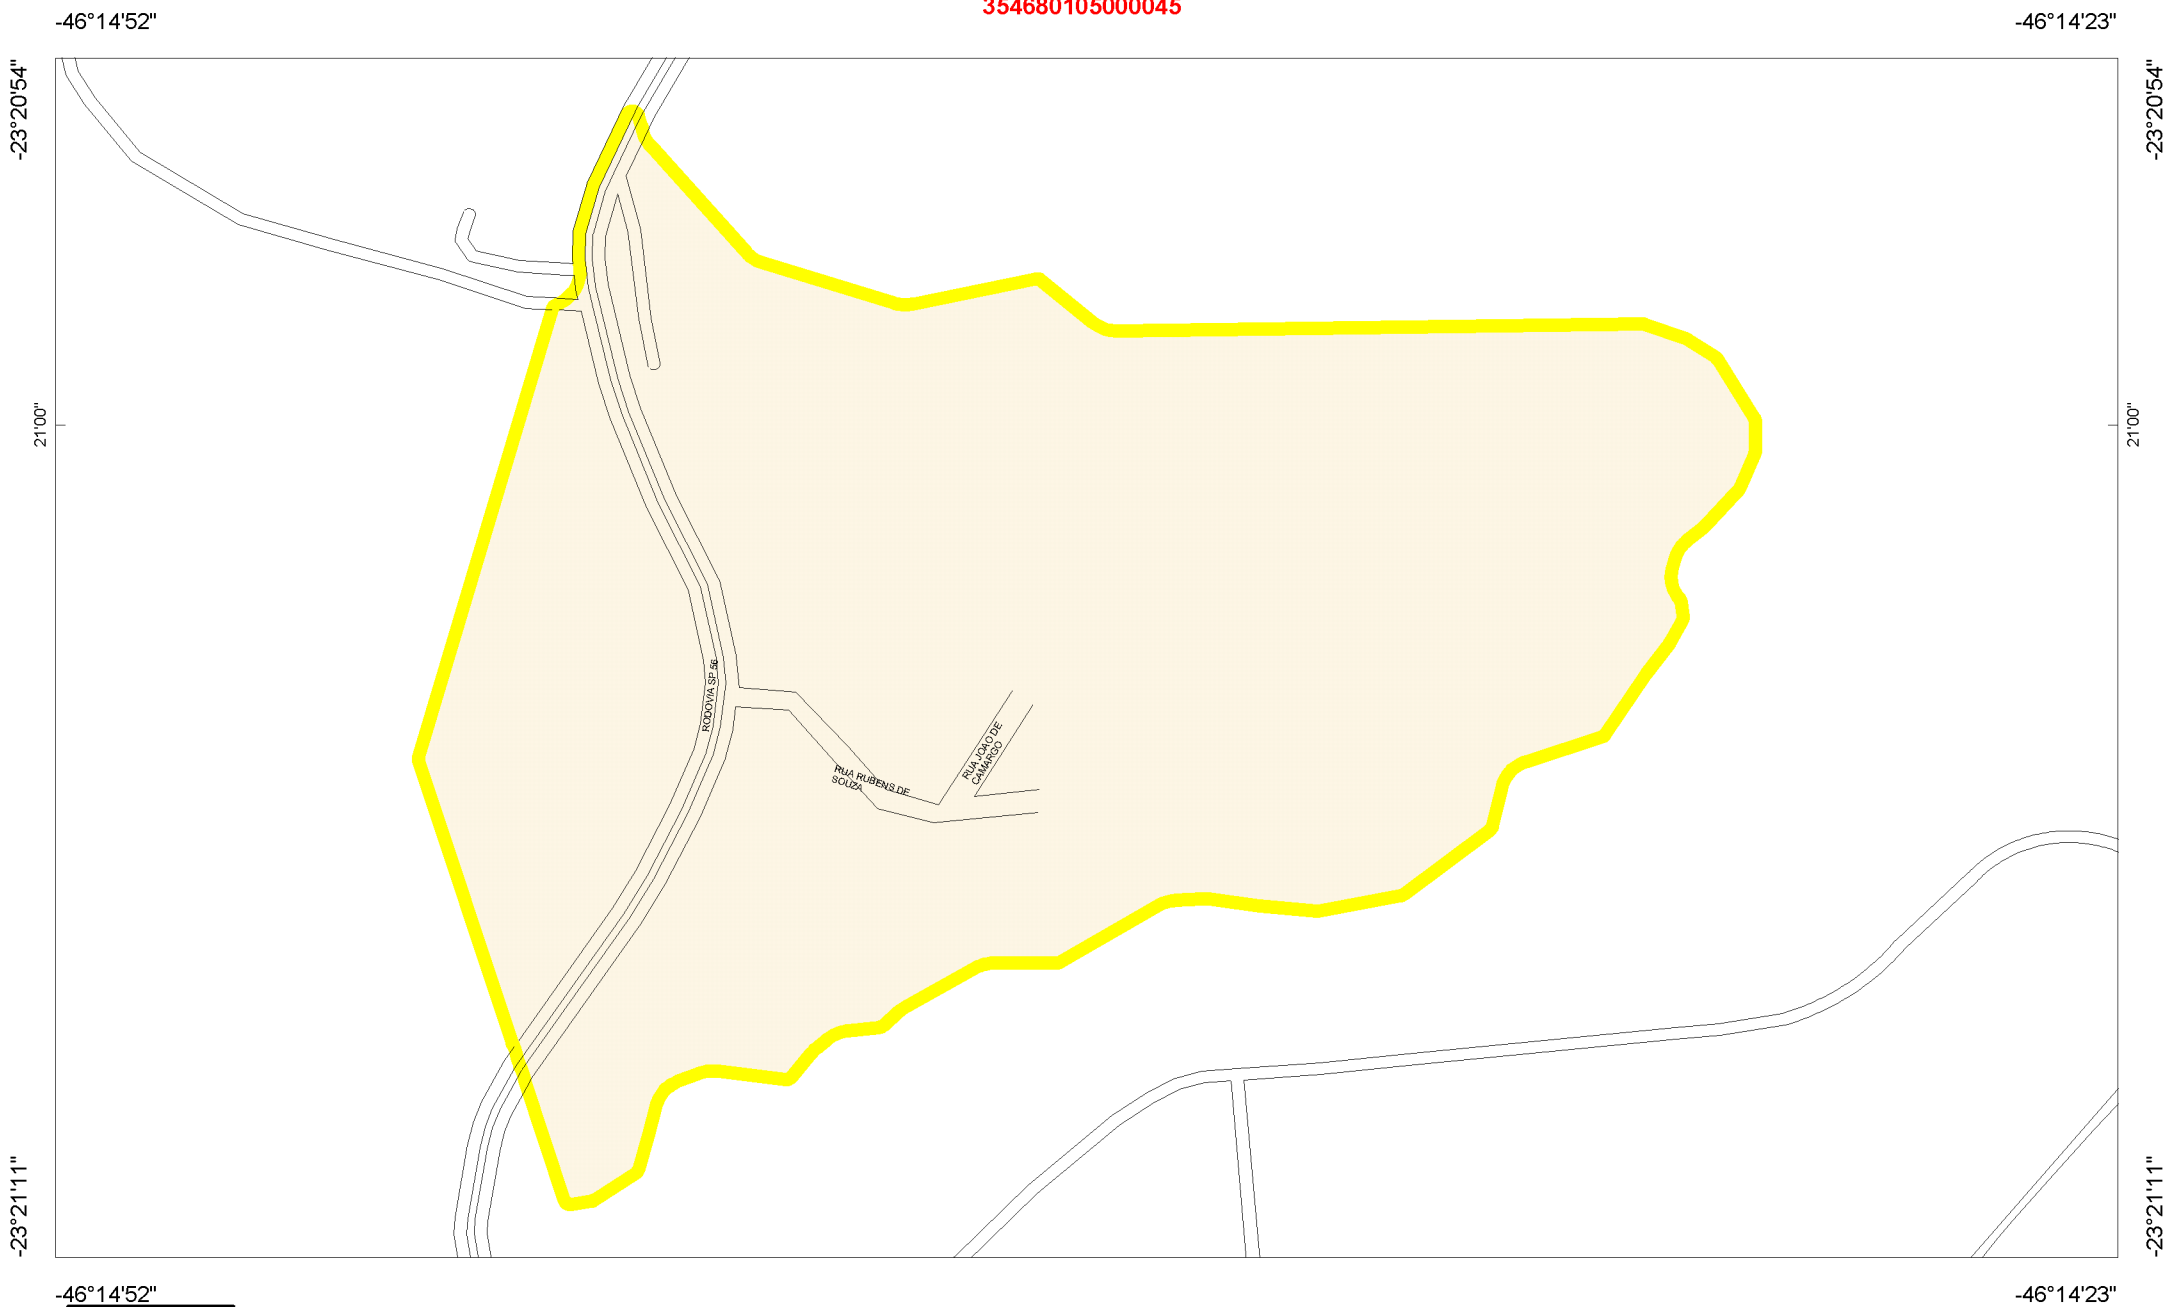 354680105000045
-46°14'52" -46°14'23"
-23°20'54" -23°20'54"
21'00" 21'00"
RODOVIA SP 56
RUA JOAO DE
CAMARGO
RUA RUBENS DE
SOUZA
-23°21'11" -23°21'11"
-46°14'52" -46°14'23"